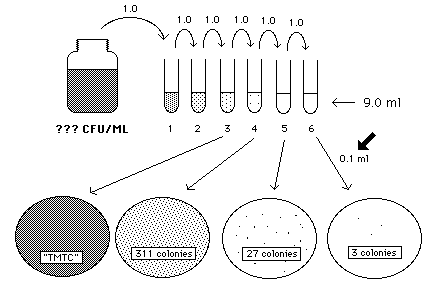 1.0
1.0 1.0 1.0 1.0 1.0
9.0 ml
??? CFU/ML
1 2 3 4 5 6
0.1 ml
"TMTC" 311 colonies 27 colonies 3 colonies